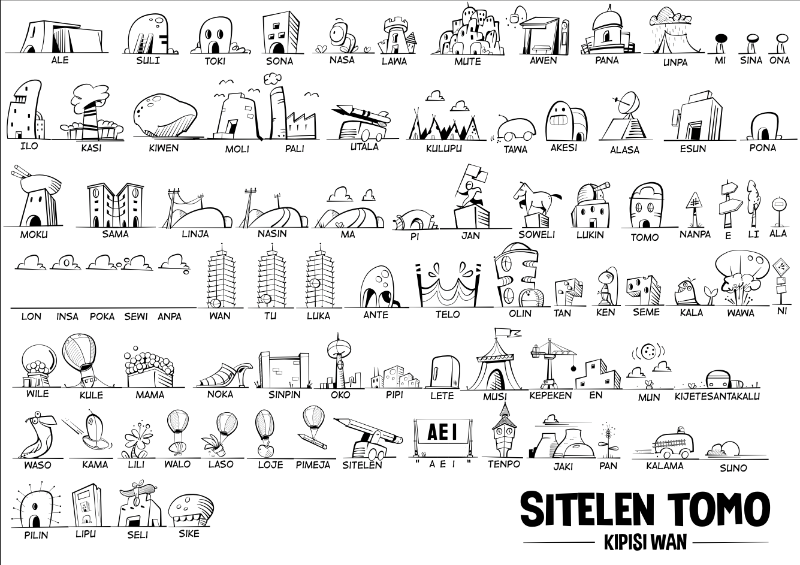 ALE SULI TOKI SONA NASA LAWA MUTE AWEN PANA UNPA MI SINA ONA
ILO KASI KIWEN MOLI PALI UTALA KULUPU TAWA AKESI ALASA ESUN PONA
MOKU SAMA LINJA NASIN MA PI JAN SOWELI LUKIN TOMO NANPA E LI ALA
LON INSA POKA SEWI ANPA WAN TU LUKA ANTE TELO OLIN TAN KEN SEME KALA WAWA NI
WILE KULE MAMA NOKA SINPIN OKO PIPI LETE MUSI KEPEKEN EN MUN KIJETESANTAKALU
WASO KAMA LILI WALO LASO LOJE PIMEJA SITELEN AEI "AEI" TENPO JAKI PAN KALAMA SUNO
PILIN LIPU SELI SIKE
SITELEN TOMO
KIPISI WAN